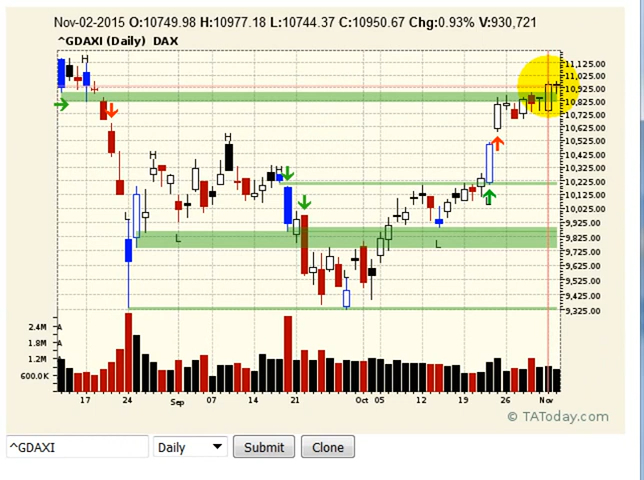 Nov-02-2015 O:10749.98 H:10977.18 L:10744.37 C:10950.67 Chg:0.93% V:930,721
^GDAXI (Daily) DAX
H
H
H
H
L
L
L
L
L
11,125.00
11,025.00
10,925.00
10,825.00
10,725.00
10,625.00
10,525.00
10,425.00
10,325.00
10,225.00
10,125.00
10,025.00
9,925.00
9,825.00
9,725.00
9,625.00
9,525.00
9,425.00
9,325.00
2.4M
1.8M
1.2M
600.0K
17 24 Sep 07 14 21 Oct 05 12 19 26 Nov
© TAToday.com
^GDAXI Daily Submit Clone